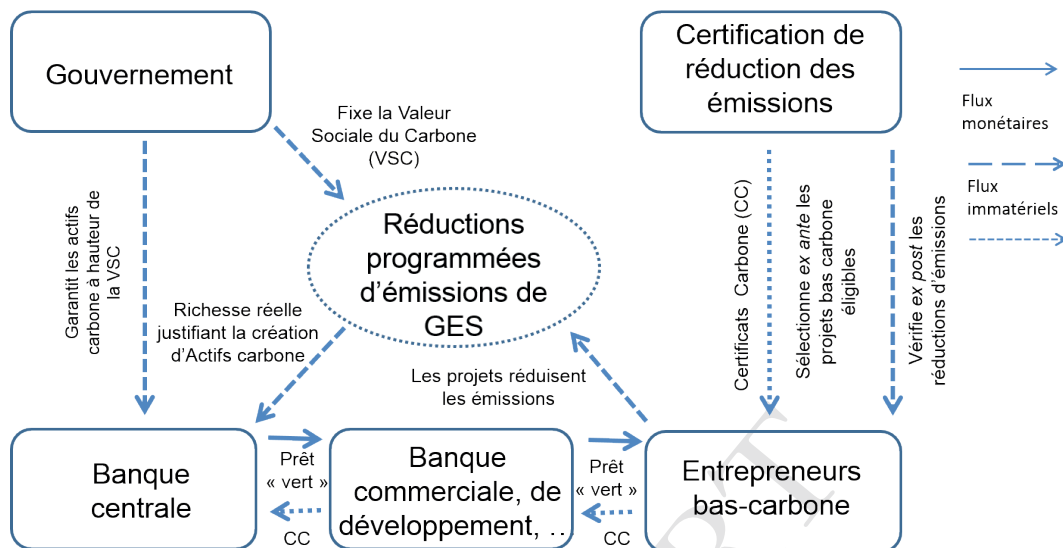 Gouvernement
Certification de
réduction des
émissions
Flux
monétaires
Flux
immatériels
Fixe la Valeur
Sociale du Carbone
(VSC)
Garantit les actifs
carbone à hauteur de
la VSC
Réductions
programmées
d'émissions de
GES
Richesse réelle
justifiant la création
d'Actifs carbone
Les projets réduisent
les émissions
Certificats Carbone (CC)
Sélectionne ex ante les
projets bas carbone
éligibles
Vérifie ex post les
réductions d'émissions
Banque
centrale
Prêt
« vert »
CC
Banque
commerciale, de
développement, …
Prêt
« vert »
CC
Entrepreneurs
bas-carbone